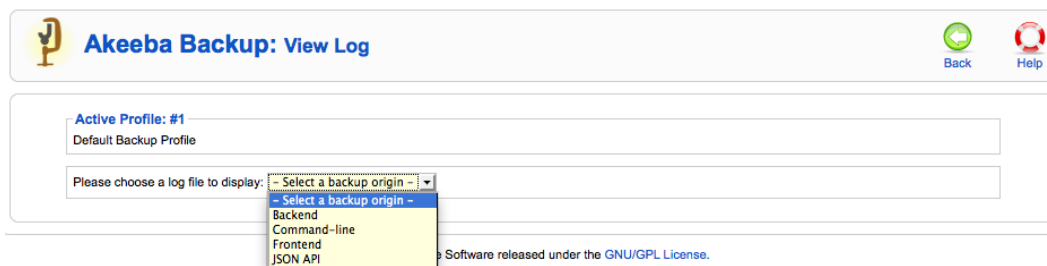 Akeeba Backup: View Log
Back
Help
Active Profile: #1
Default Backup Profile
Please choose a log file to display: – Select a backup origin –
– Select a backup origin –
Backend
Command-line
Frontend
JSON API
Software released under the GNU/GPL License.